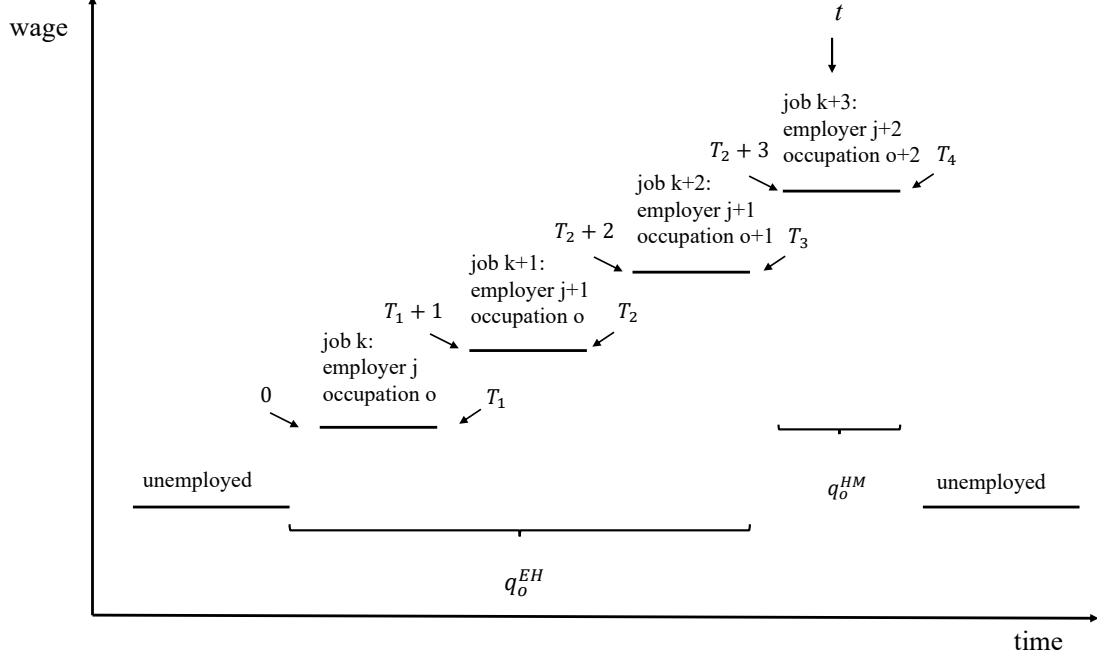 wage
t
job k+3:
employer j+2
occupation o+2
T₂ + 3
T₄
job k+2:
employer j+1
occupation o+1
T₂ + 2
T₃
job k+1:
employer j+1
occupation o
T₁ + 1
T₂
job k:
employer j
occupation o
0
T₁
unemployed
q_o^{HM}
unemployed
q_o^{EH}
time